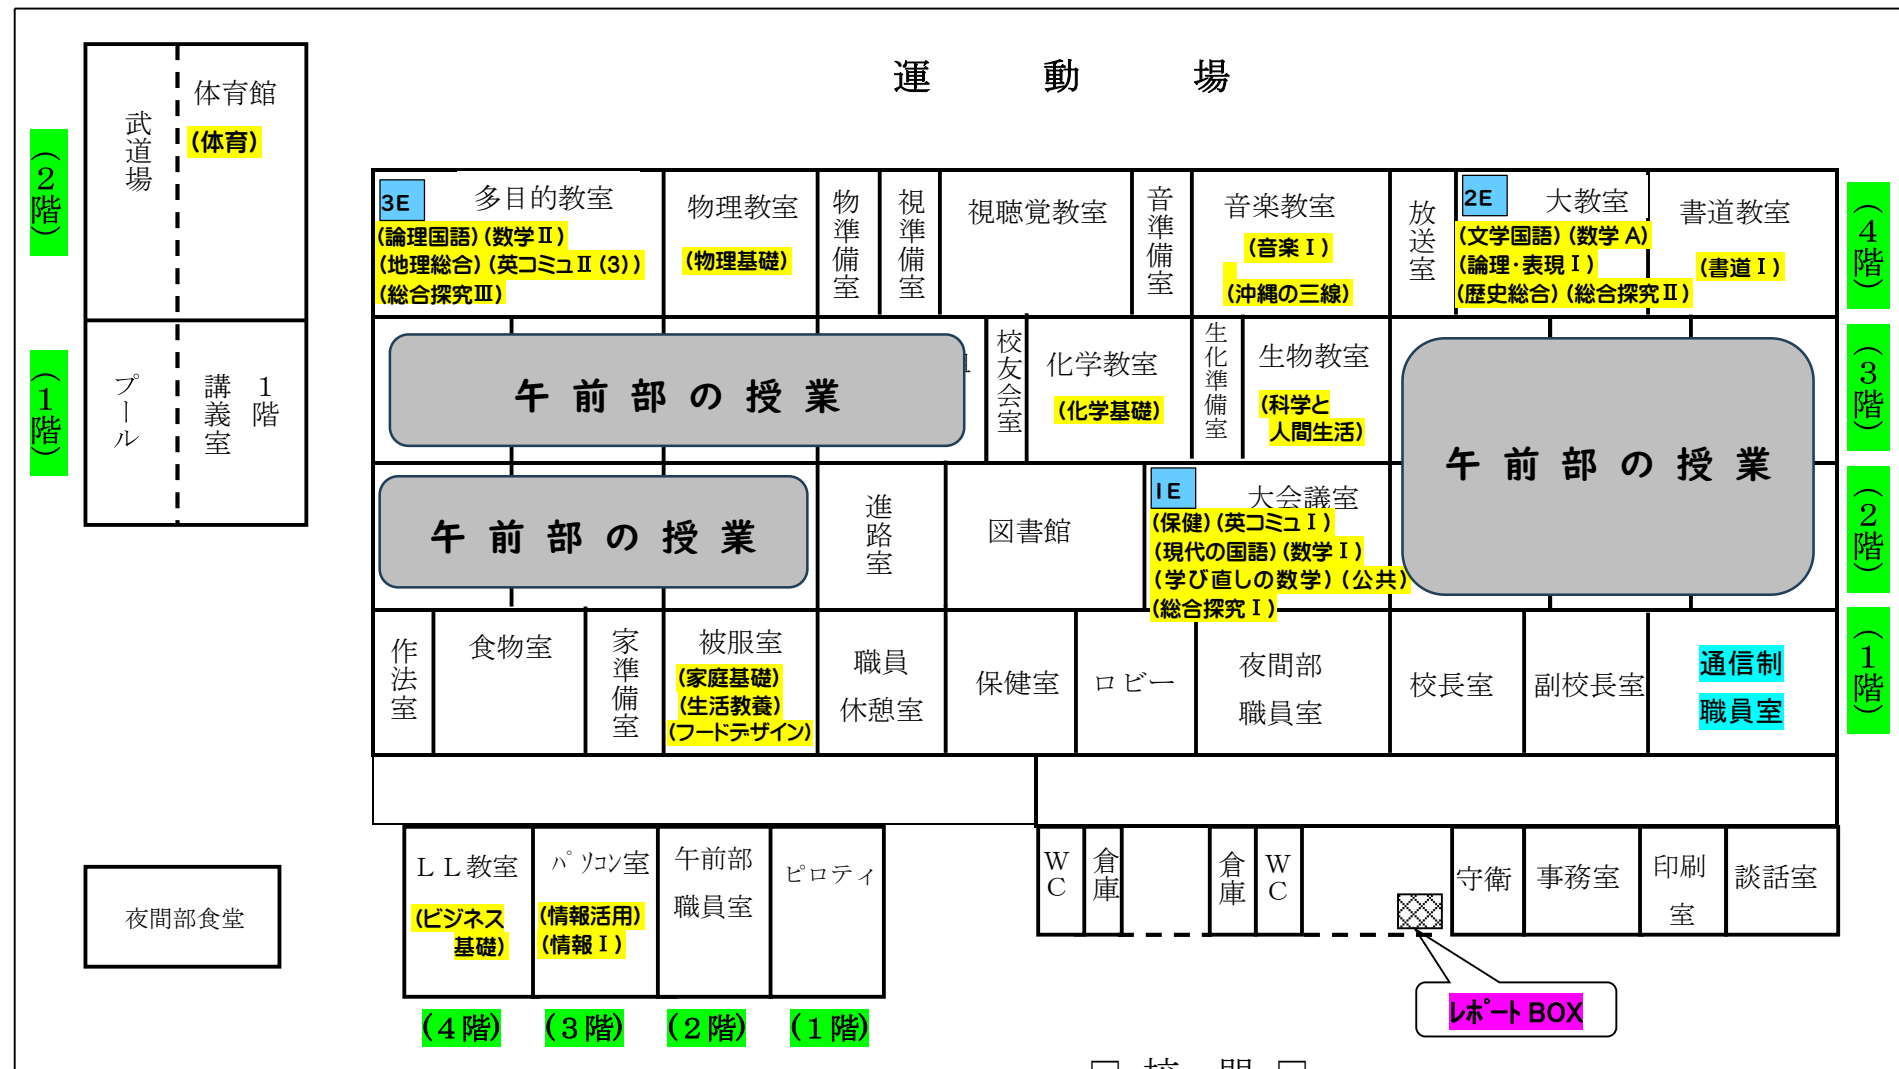 運動場
武道場
体育館
(体育)
(2階)
(1階)
プール
講義室
1階
3E
多目的教室
(論理国語)(数学Ⅱ)
(地理総合)(英コミュⅡ(3))
(総合探究Ⅲ)
物理教室
(物理基礎)
物準備室
視準備室
視聴覚教室
音準備室
音楽教室
(音楽Ⅰ)
(沖縄の三線)
放送室
2E
大教室
(文学国語)(数学A)
(論理・表現Ⅰ)
(歴史総合)(総合探究Ⅱ)
書道教室
(書道Ⅰ)
(4階)
午前部の授業
校友会室
化学教室
(化学基礎)
生化準備室
生物教室
(科学と
人間生活)
午前部の授業
(3階)
午前部の授業
進路室
図書館
1E
大会議室
(保健)(英コミュⅠ)
(現代の国語)(数学Ⅰ)
(学び直しの数学)(公共)
(総合探究Ⅰ)
(2階)
作法室
食物室
家準備室
被服室
(家庭基礎)
(生活教養)
(フードデザイン)
職員
休憩室
保健室
ロビー
夜間部
職員室
校長室
副校長室
通信制
職員室
(1階)
夜間部食堂
LL教室
(ビジネス
基礎)
パソコン室
(情報活用)
(情報Ⅰ)
午前部
職員室
ピロティ
(4階)
(3階)
(2階)
(1階)
WC
倉庫
倉庫
WC
守衛
事務室
印刷
室
談話室
レポートBOX